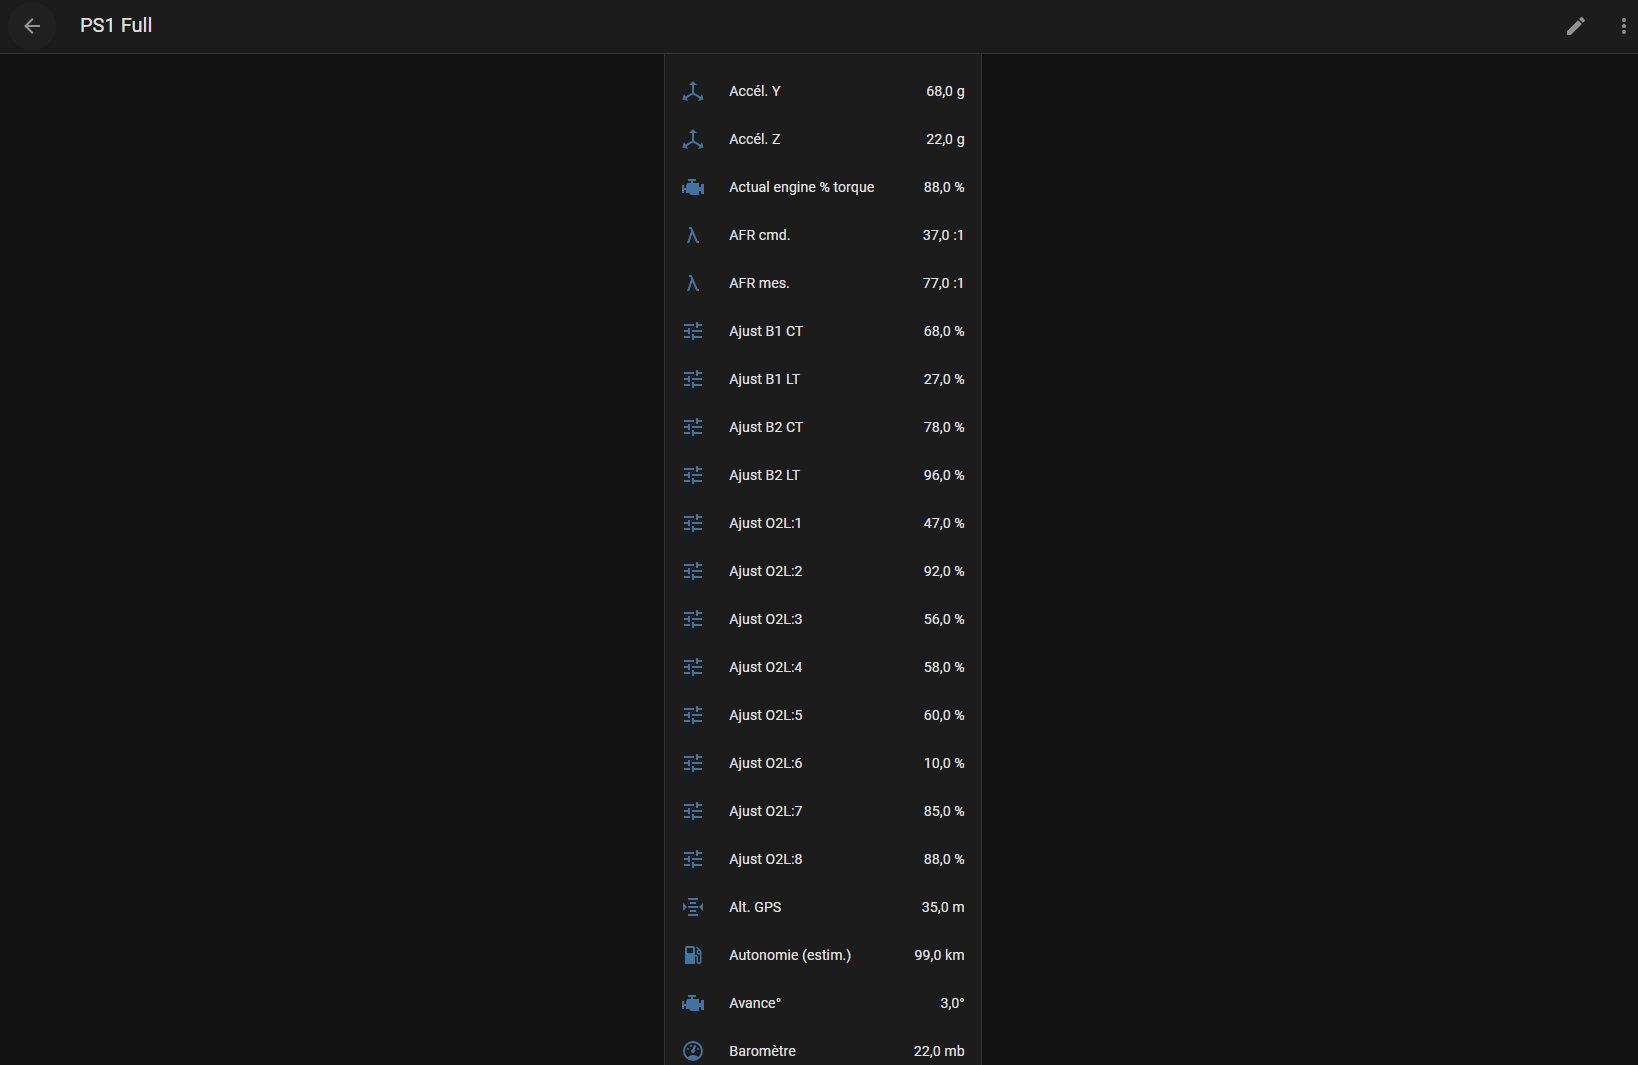 PS1 Full
Accél. Y 68,0 g
Accél. Z 22,0 g
Actual engine % torque 88,0 %
AFR cmd. 37,0 :1
AFR mes. 77,0 :1
Ajust B1 CT 68,0 %
Ajust B1 LT 27,0 %
Ajust B2 CT 78,0 %
Ajust B2 LT 96,0 %
Ajust O2L:1 47,0 %
Ajust O2L:2 92,0 %
Ajust O2L:3 56,0 %
Ajust O2L:4 58,0 %
Ajust O2L:5 60,0 %
Ajust O2L:6 10,0 %
Ajust O2L:7 85,0 %
Ajust O2L:8 88,0 %
Alt. GPS 35,0 m
Autonomie (estim.) 99,0 km
Avance° 3,0°
Baromètre 22,0 mb